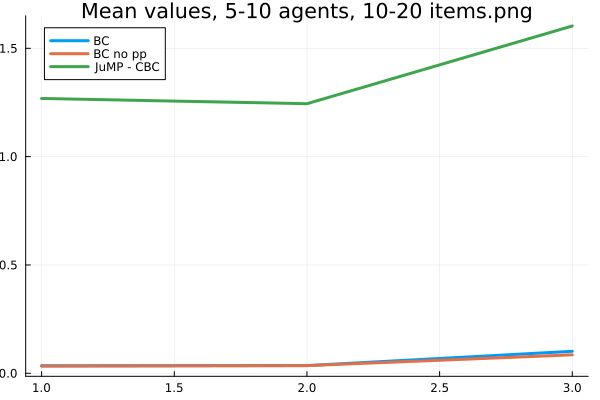 Mean values, 5-10 agents, 10-20 items.png
BC
BC no pp
JuMP - CBC
1.5
1.0
0.5
0.0
1.0 1.5 2.0 2.5 3.0